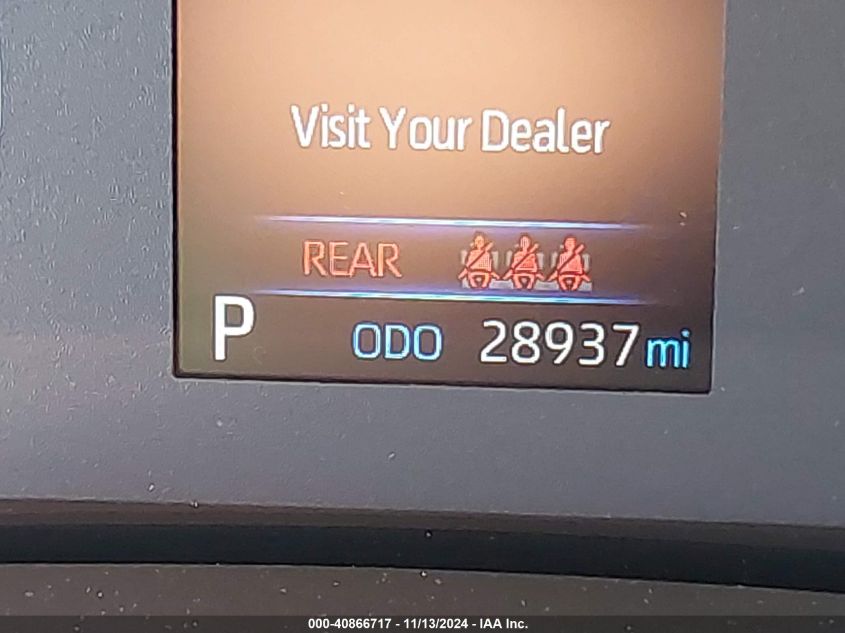 Visit Your Dealer
REAR
P ODO 28937 mi
000-40866717 - 11/13/2024 - IAA Inc.